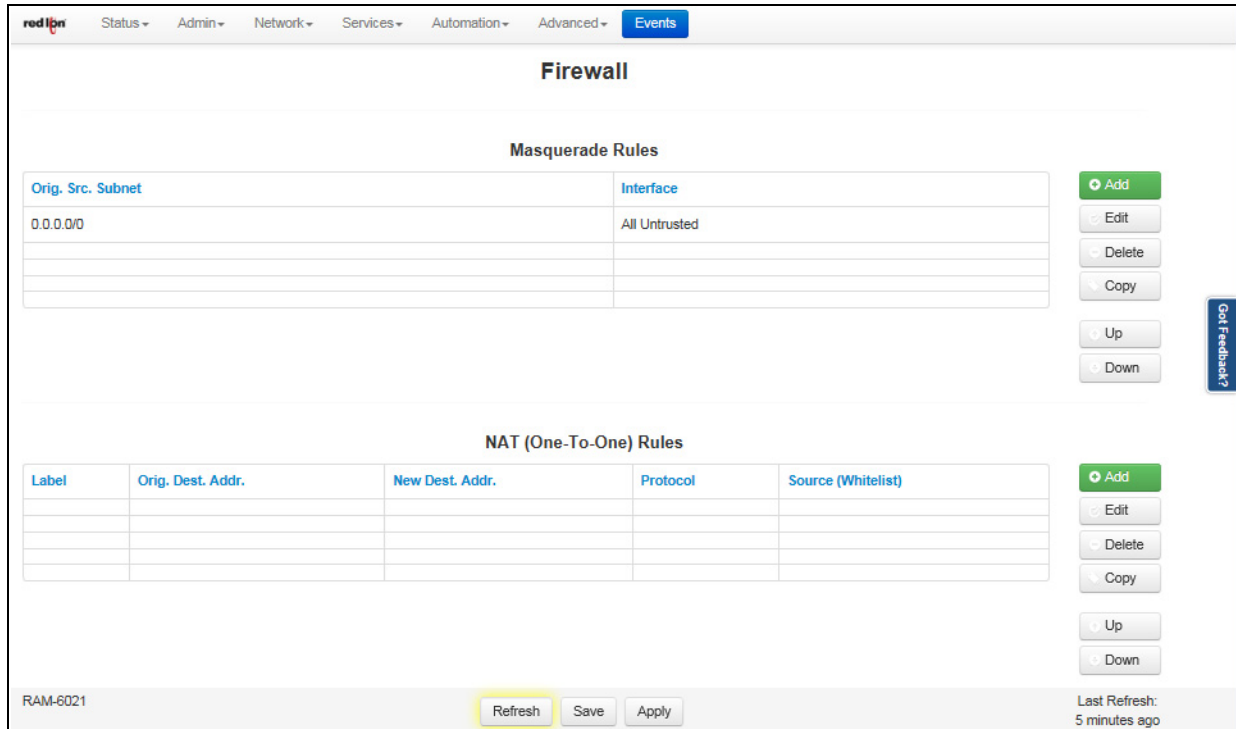 red lion Status Admin Network Services Automation Advanced Events
Firewall
Masquerade Rules
Orig. Src. Subnet Interface
0.0.0.0/0 All Untrusted
Add
Edit
Delete
Copy
Up
Down
Got Feedback?
NAT (One-To-One) Rules
Label Orig. Dest. Addr. New Dest. Addr. Protocol Source (Whitelist)
Add
Edit
Delete
Copy
Up
Down
RAM-6021 Refresh Save Apply Last Refresh:
5 minutes ago